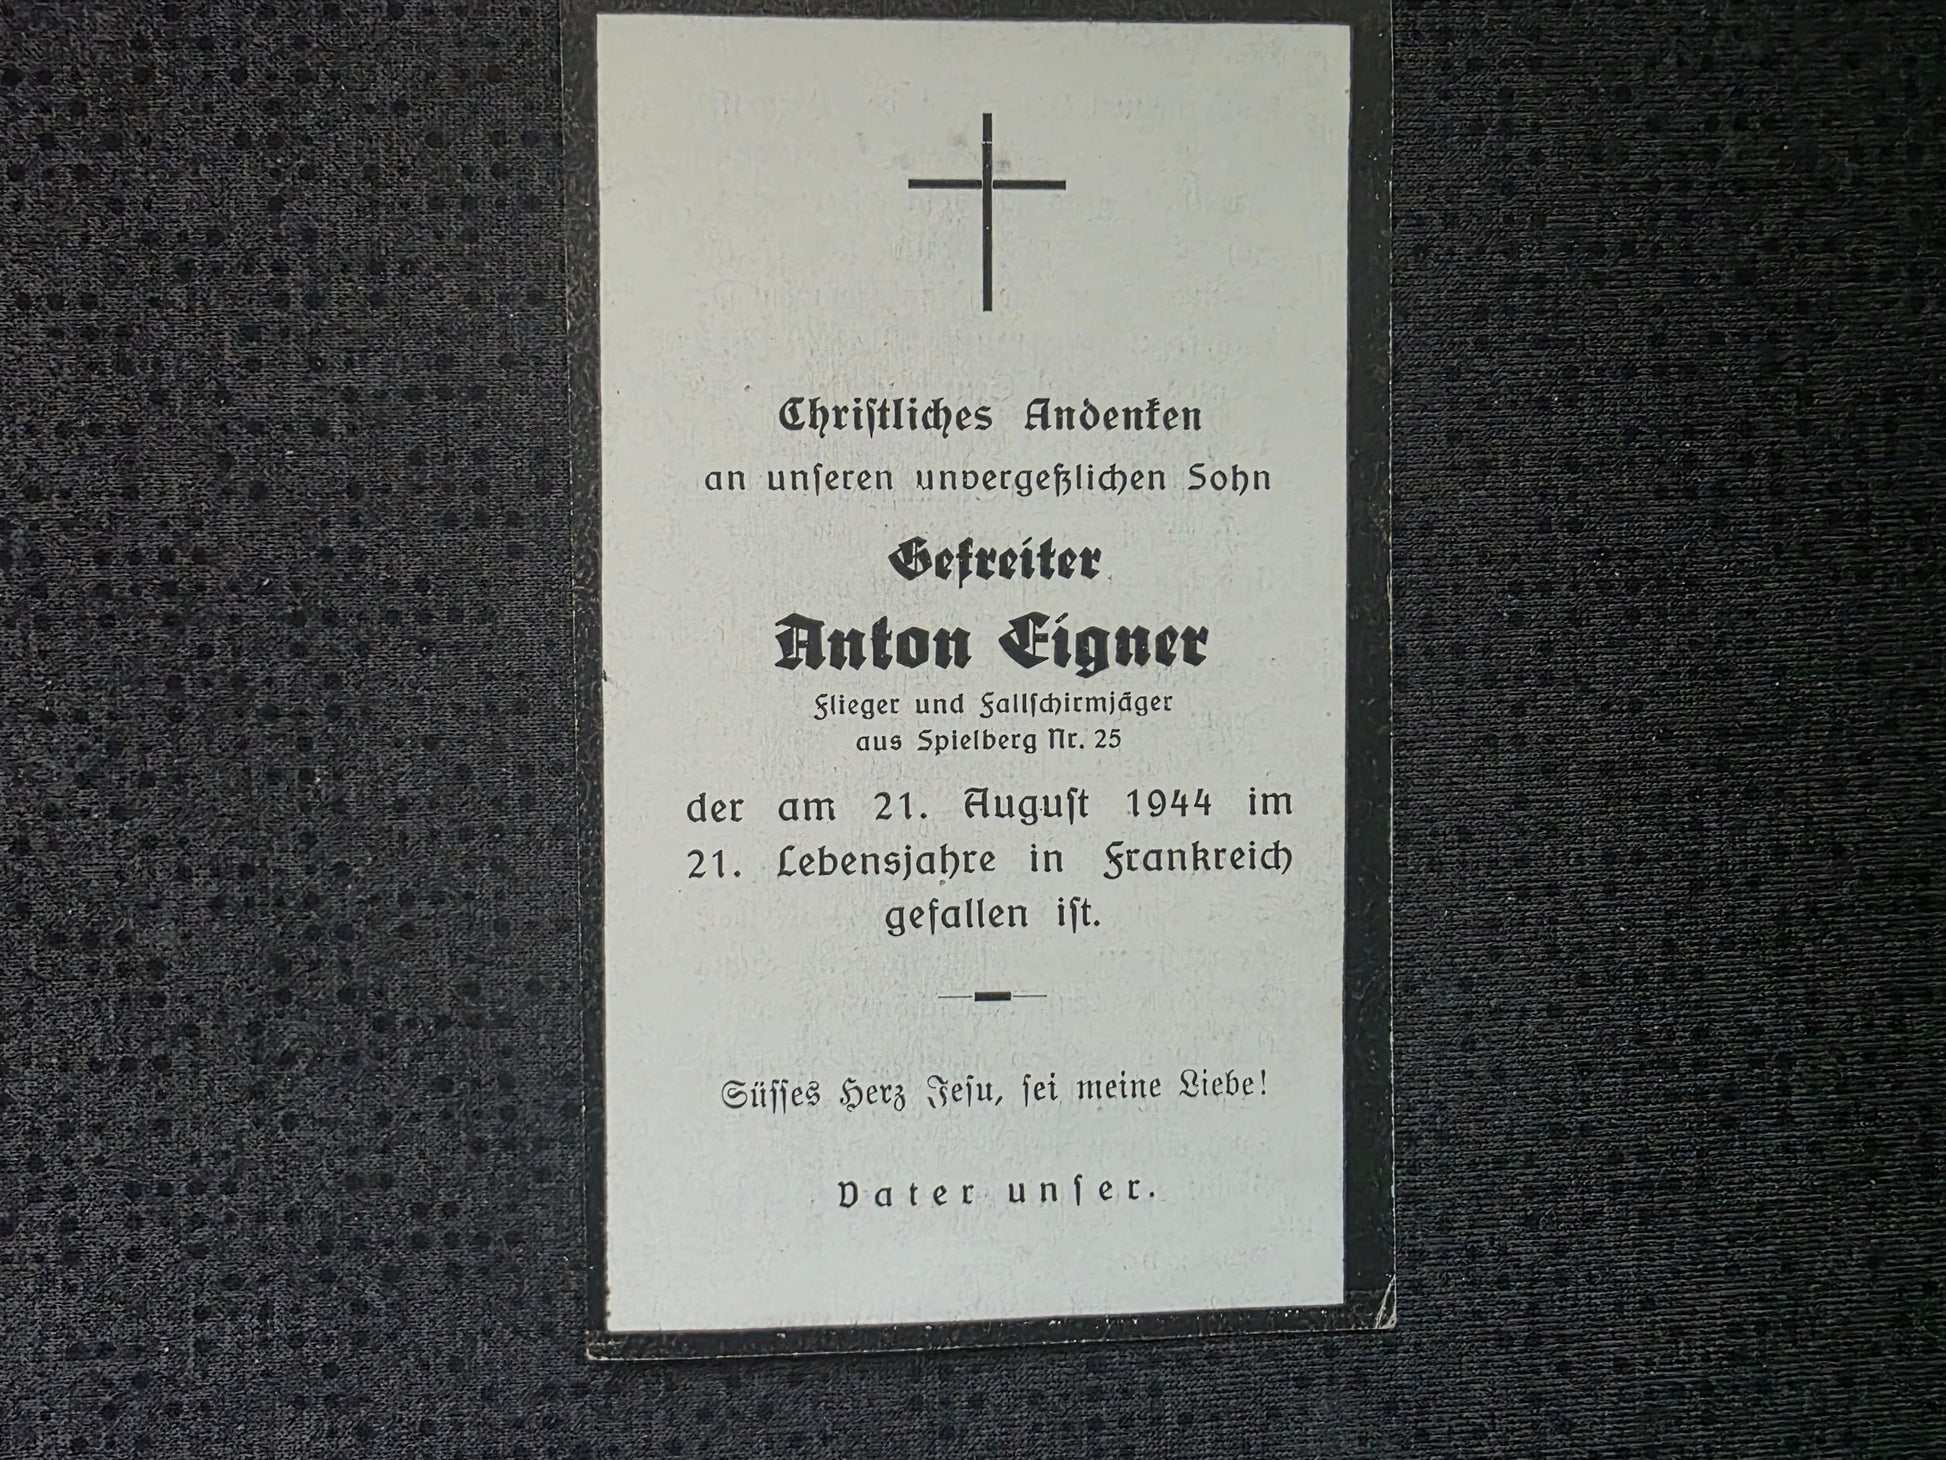 Chriſtliches Andenken
an unſeren unvergeßlichen Sohn
Gefreiter
Anton Eigner
Flieger und Fallſchirmjäger
aus Spielberg Nr. 25
der am 21. Auguſt 1944 im
21. Lebensjahre in Frankreich
gefallen iſt.
Süſſes Herz Jeſu, ſei meine Liebe!
Vater unſer.